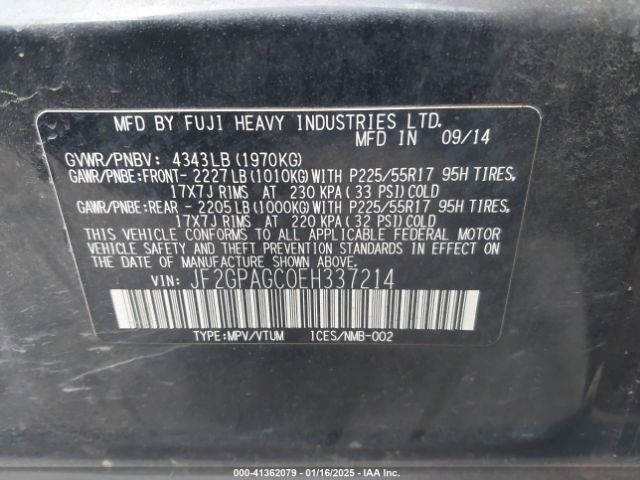 MFD BY FUJI HEAVY INDUSTRIES LTD.
MFD IN 09/14
GVWR/PNBV: 4343LB(1970KG)
GAWR/PNBE:FRONT- 2227LB(1010KG)WITH P225/55R17 95H TIRES,
17X7J RIMS AT 230 KPA(33 PSI)COLD
GAWR/PNBE:REAR - 2205LB(1000KG)WITH P225/55R17 95H TIRES,
17X7J RIMS AT 220 KPA(32 PSI)COLD
THIS VEHICLE CONFORMS TO ALL APPLICABLE FEDERAL MOTOR
VEHICLE SAFETY AND THEFT PREVENTION STANDARDS IN EFFECT ON
THE DATE OF MANUFACTURE SHOWN ABOVE.
VIN: JF2GPAGC0EH337214
TYPE:MPV/VTUM ICES/NMB-002
000-41362079 - 01/16/2025 - IAA Inc.